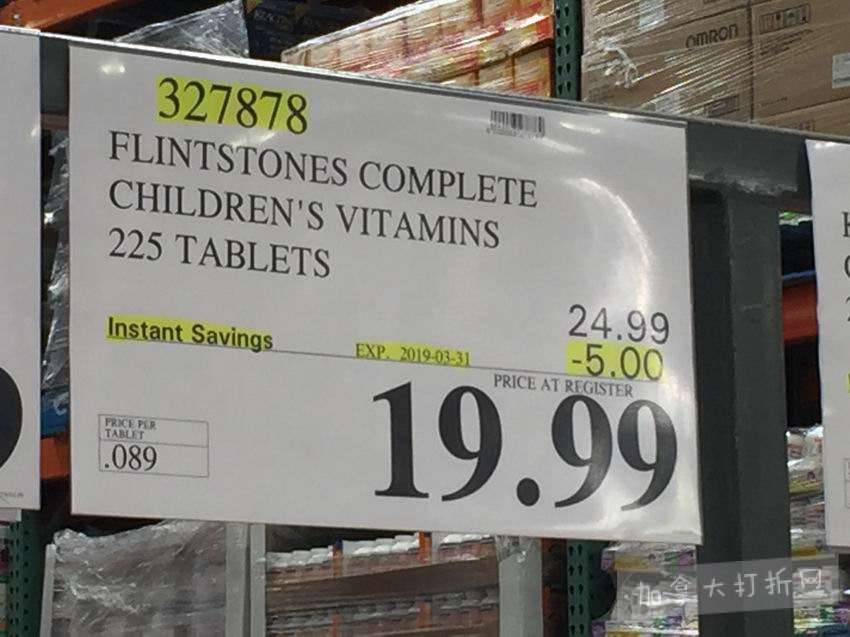 OMRON
327878
FLINTSTONES COMPLETE
CHILDREN'S VITAMINS
225 TABLETS
24.99
Instant Savings
EXP. 2019-03-31
-5.00
PRICE AT REGISTER
19.99
PRICE PER
TABLET
.089
加拿大打折网